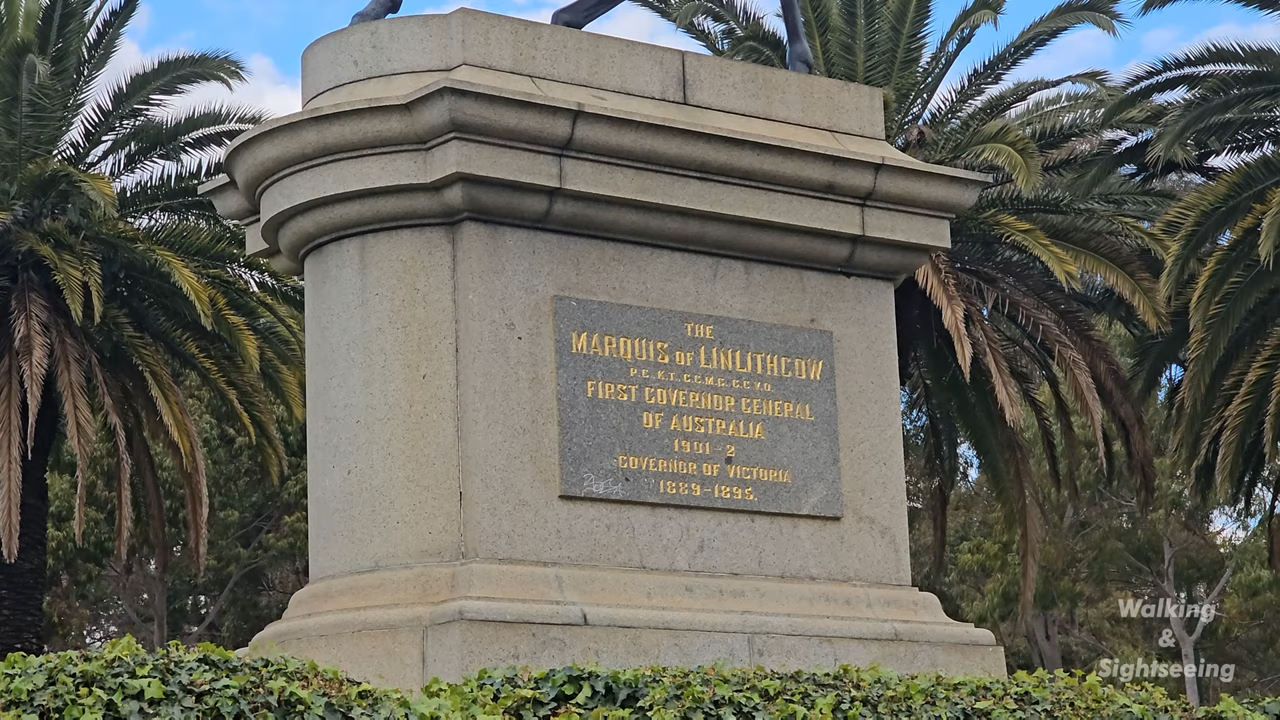 THE
MARQUIS OF LINLITHGOW
P.C. K.T. G.C.M.G. G.C.V.O.
FIRST GOVERNOR GENERAL
OF AUSTRALIA
1901-2
GOVERNOR OF VICTORIA
1889-1895.
Walking
&
Sightseeing